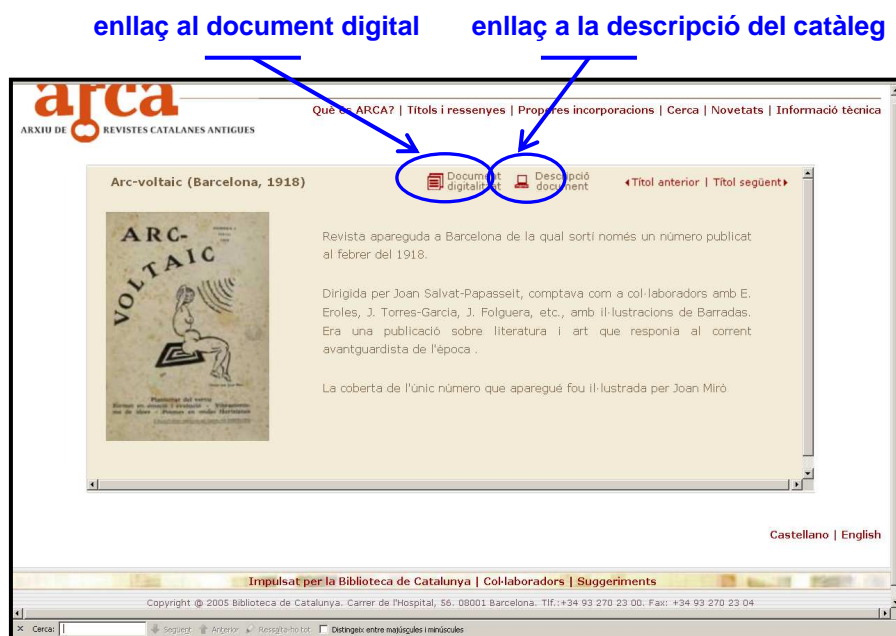 enllaç al document digital enllaç a la descripció del catàleg
arca
ARXIU DE REVISTES CATALANES ANTIGUES
Què és ARCA? | Títols i ressenyes | Properes incorporacions | Cerca | Novetats | Informació tècnica
Arc-voltaic (Barcelona, 1918)
Document
digitalitzat
Descripció
document
Títol anterior | Títol següent
ARC-
VOLTAIC
Revista apareguda a Barcelona de la qual sortí només un número publicat
al febrer del 1918.
Dirigida per Joan Salvat-Papasseit, comptava com a col·laboradors amb E.
Eroles, J. Torres-Garcia, J. Folguera, etc., amb il·lustracions de Barradas.
Era una publicació sobre literatura i art que responia al corrent
avantguardista de l'època .
La coberta de l'únic número que aparegué fou il·lustrada per Joan Miró
Castellano | English
Impulsat per la Biblioteca de Catalunya | Col·laboradors | Suggeriments
Copyright @ 2005 Biblioteca de Catalunya. Carrer de l'Hospital, 56. 08001 Barcelona. Tlf.:+34 93 270 23 00. Fax: +34 93 270 23 04
Cerca: Següent Anterior Ressalta-ho tot Distingeix entre majúscules i minúscules